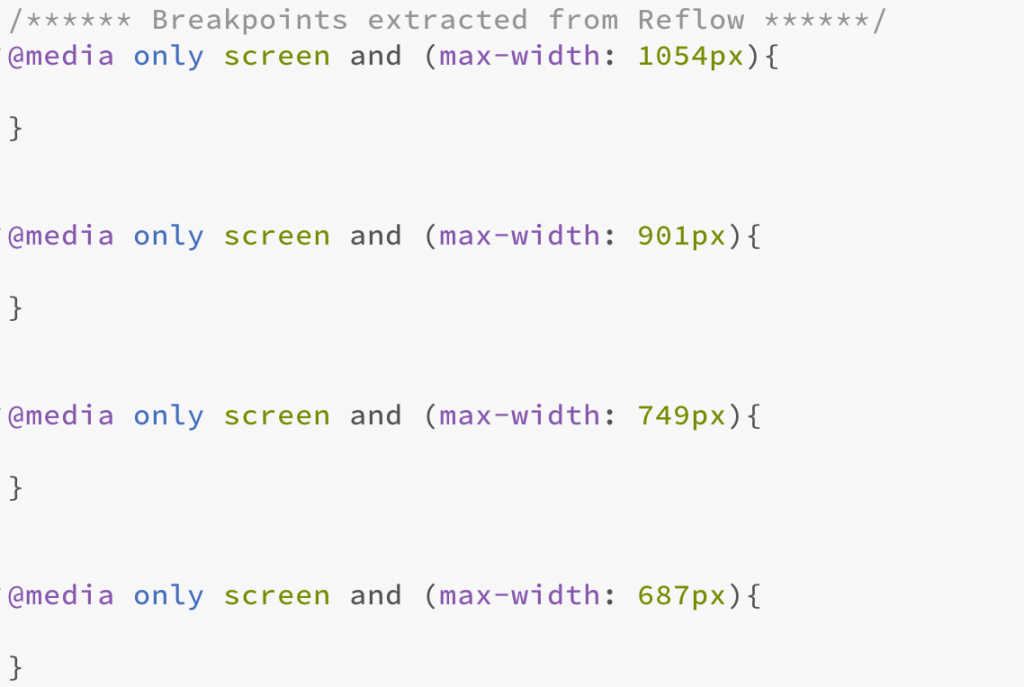 /****** Breakpoints extracted from Reflow ******/
@media only screen and (max-width: 1054px){
}
@media only screen and (max-width: 901px){
}
@media only screen and (max-width: 749px){
}
@media only screen and (max-width: 687px){
}